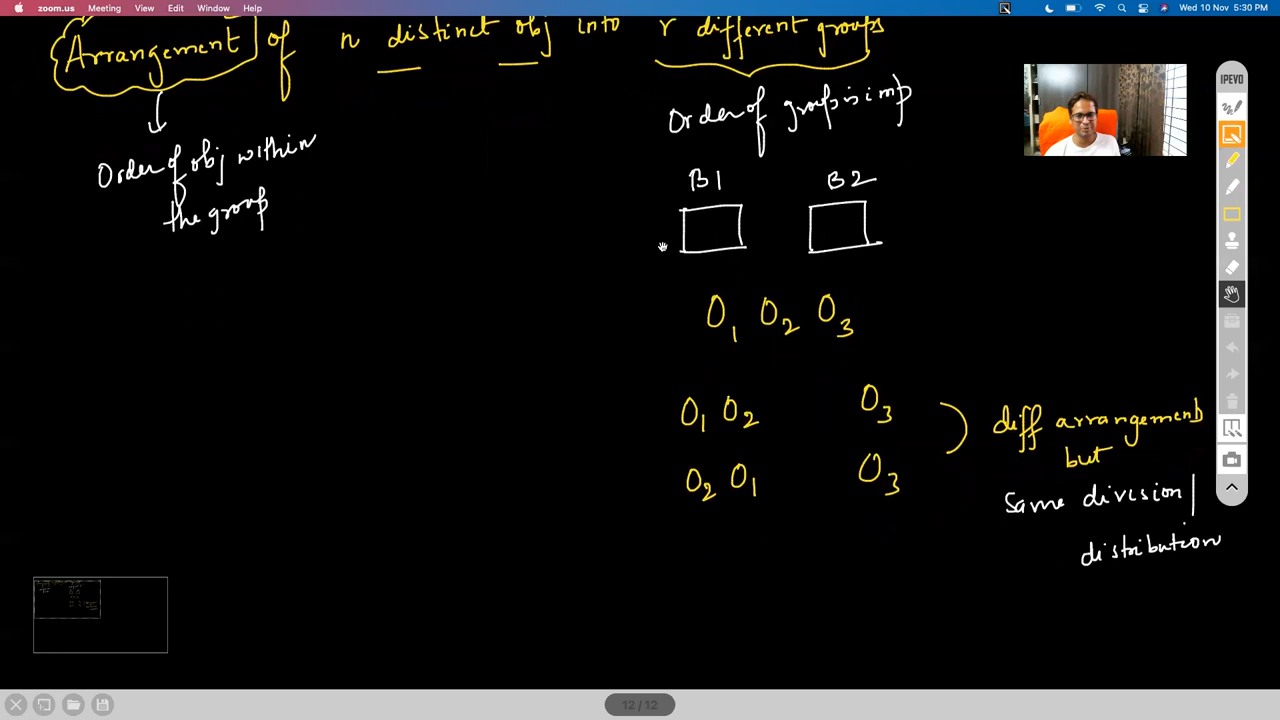 zoom.us Meeting View Edit Window Help Wed 10 Nov 5:30 PM
Arrangement of n distinct obj into r different groups
IPEVO
Order of groups is imp
Order of obj within
the group
B1 B2
O1 O2 O3
O1 O2 O3
O2 O1 O3
diff arrangement
but
Same division |
distribution
12/12